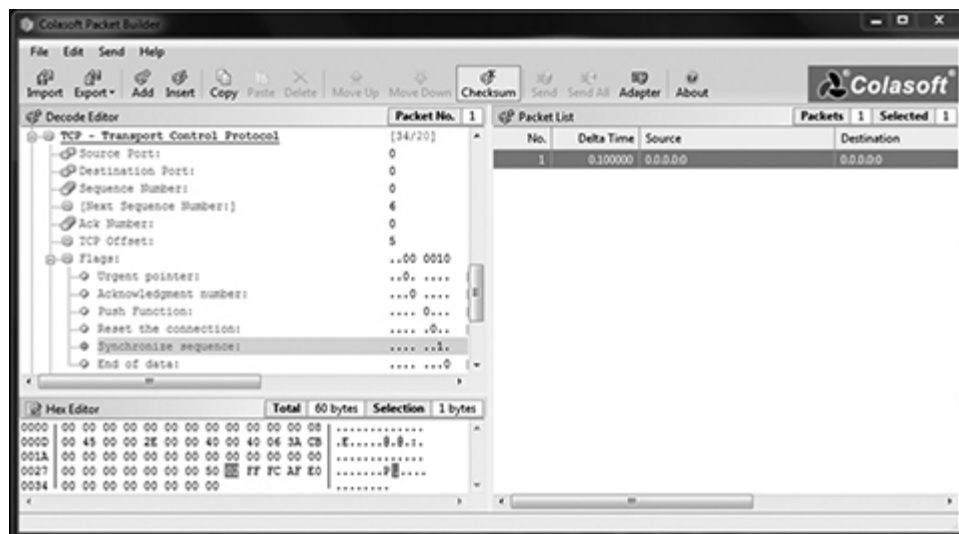 Colasoft Packet Builder
File Edit Send Help
Import Export Add Insert Copy Paste Delete Move Up Move Down Checksum Send Send All Adapter About
Colasoft
Decode Editor Packet No. 1
TCP - Transport Control Protocol [34/20]
Source Port: 0
Destination Port: 0
Sequence Number: 0
[Next Sequence Number:] 6
Ack Number: 0
TCP Offset: 5
Flags: ..00 0010
Urgent pointer: ..0. ....
Acknowledgment number: ...0 ....
Push Function: .... 0...
Reset the connection: .... .0..
Synchronize sequence: .... ..1.
End of data: .... ...0
Hex Editor Total 60 bytes Selection 1 bytes
0000 00 00 00 00 00 00 00 00 00 00 00 00 08 .............
000D 00 45 00 00 2E 00 00 40 00 40 06 3A CB .E.....@.@.:.
001A 00 00 00 00 00 00 00 00 00 00 00 00 00 .............
0027 00 00 00 00 00 00 50 FF FC AF E0 .......P
0034 00 00 00 00 00 00 00 00 ........
Packet List Packets 1 Selected 1
No. Delta Time Source Destination
1 0.100000 0.0.0.0:0 0.0.0.0:0